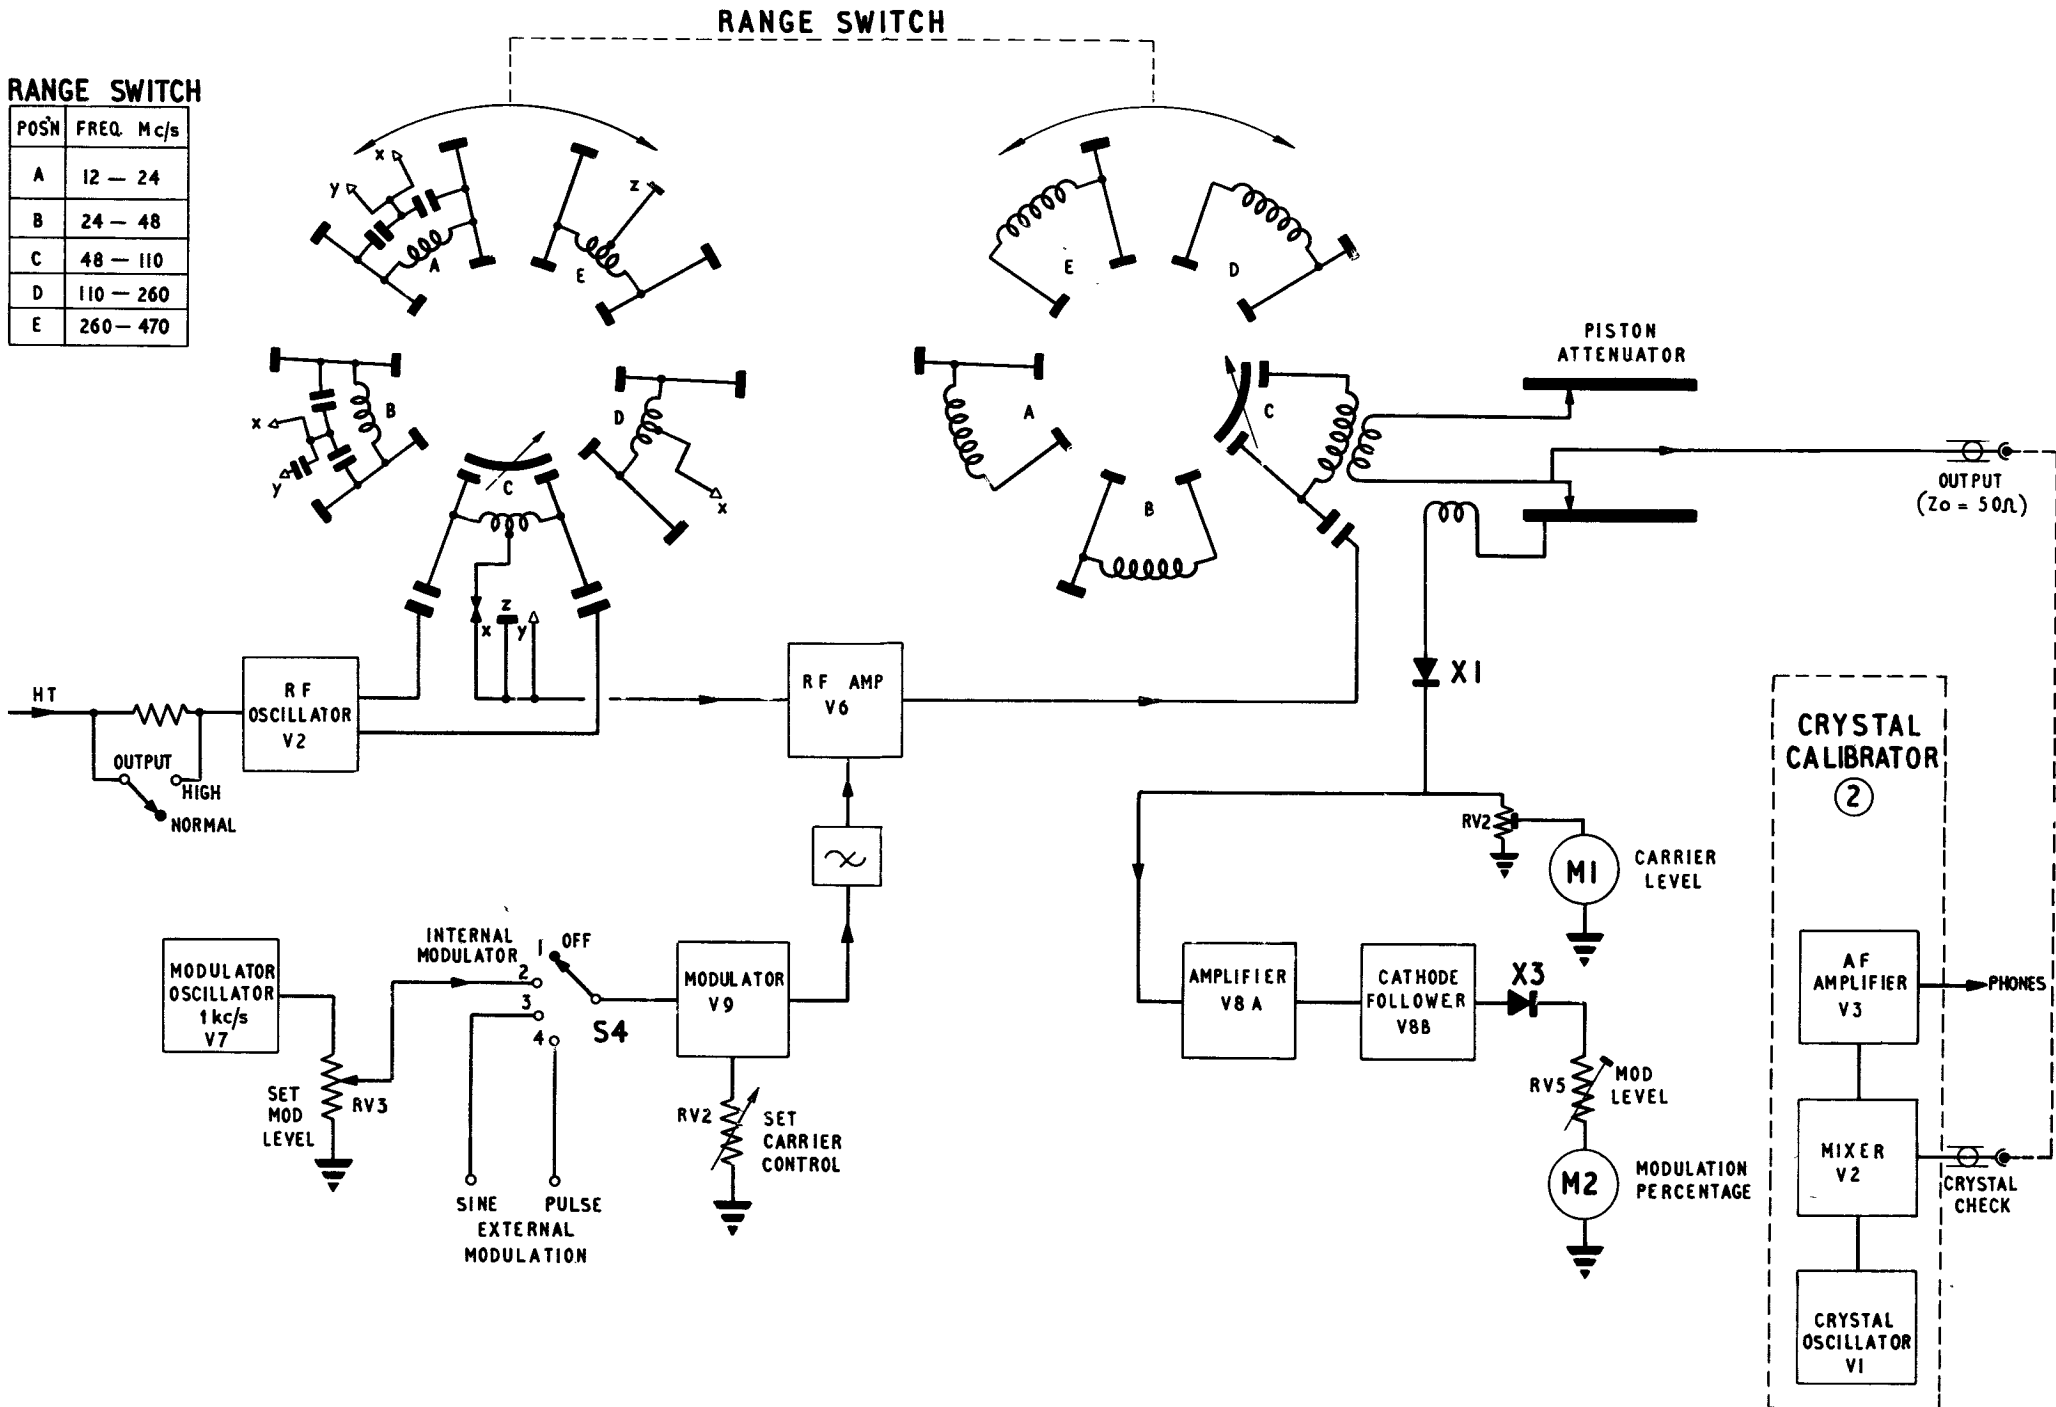 RANGE SWITCH
RANGE SWITCH
POS'N FREQ. Mc/s
A 12 — 24
B 24 — 48
C 48 — 110
D 110 — 260
E 260 — 470
x
y
A
z
E
B
x
y
D
x
C
x
z
y
E
D
A
C
B
PISTON
ATTENUATOR
OUTPUT
(Zo = 50Ω)
HT
RF
OSCILLATOR
V2
OUTPUT
HIGH
NORMAL
RF AMP
V6
X1
RV2
M1
CARRIER
LEVEL
CRYSTAL
CALIBRATOR
2
MODULATOR
OSCILLATOR
1 kc/s
V7
SET
MOD
LEVEL
RV3
INTERNAL
MODULATOR
1 OFF
2
3
4
S4
SINE PULSE
EXTERNAL
MODULATION
MODULATOR
V9
RV2
SET
CARRIER
CONTROL
AMPLIFIER
V8A
CATHODE
FOLLOWER
V8B
X3
RV5
MOD
LEVEL
M2
MODULATION
PERCENTAGE
AF
AMPLIFIER
V3
PHONES
MIXER
V2
CRYSTAL
CHECK
CRYSTAL
OSCILLATOR
V1